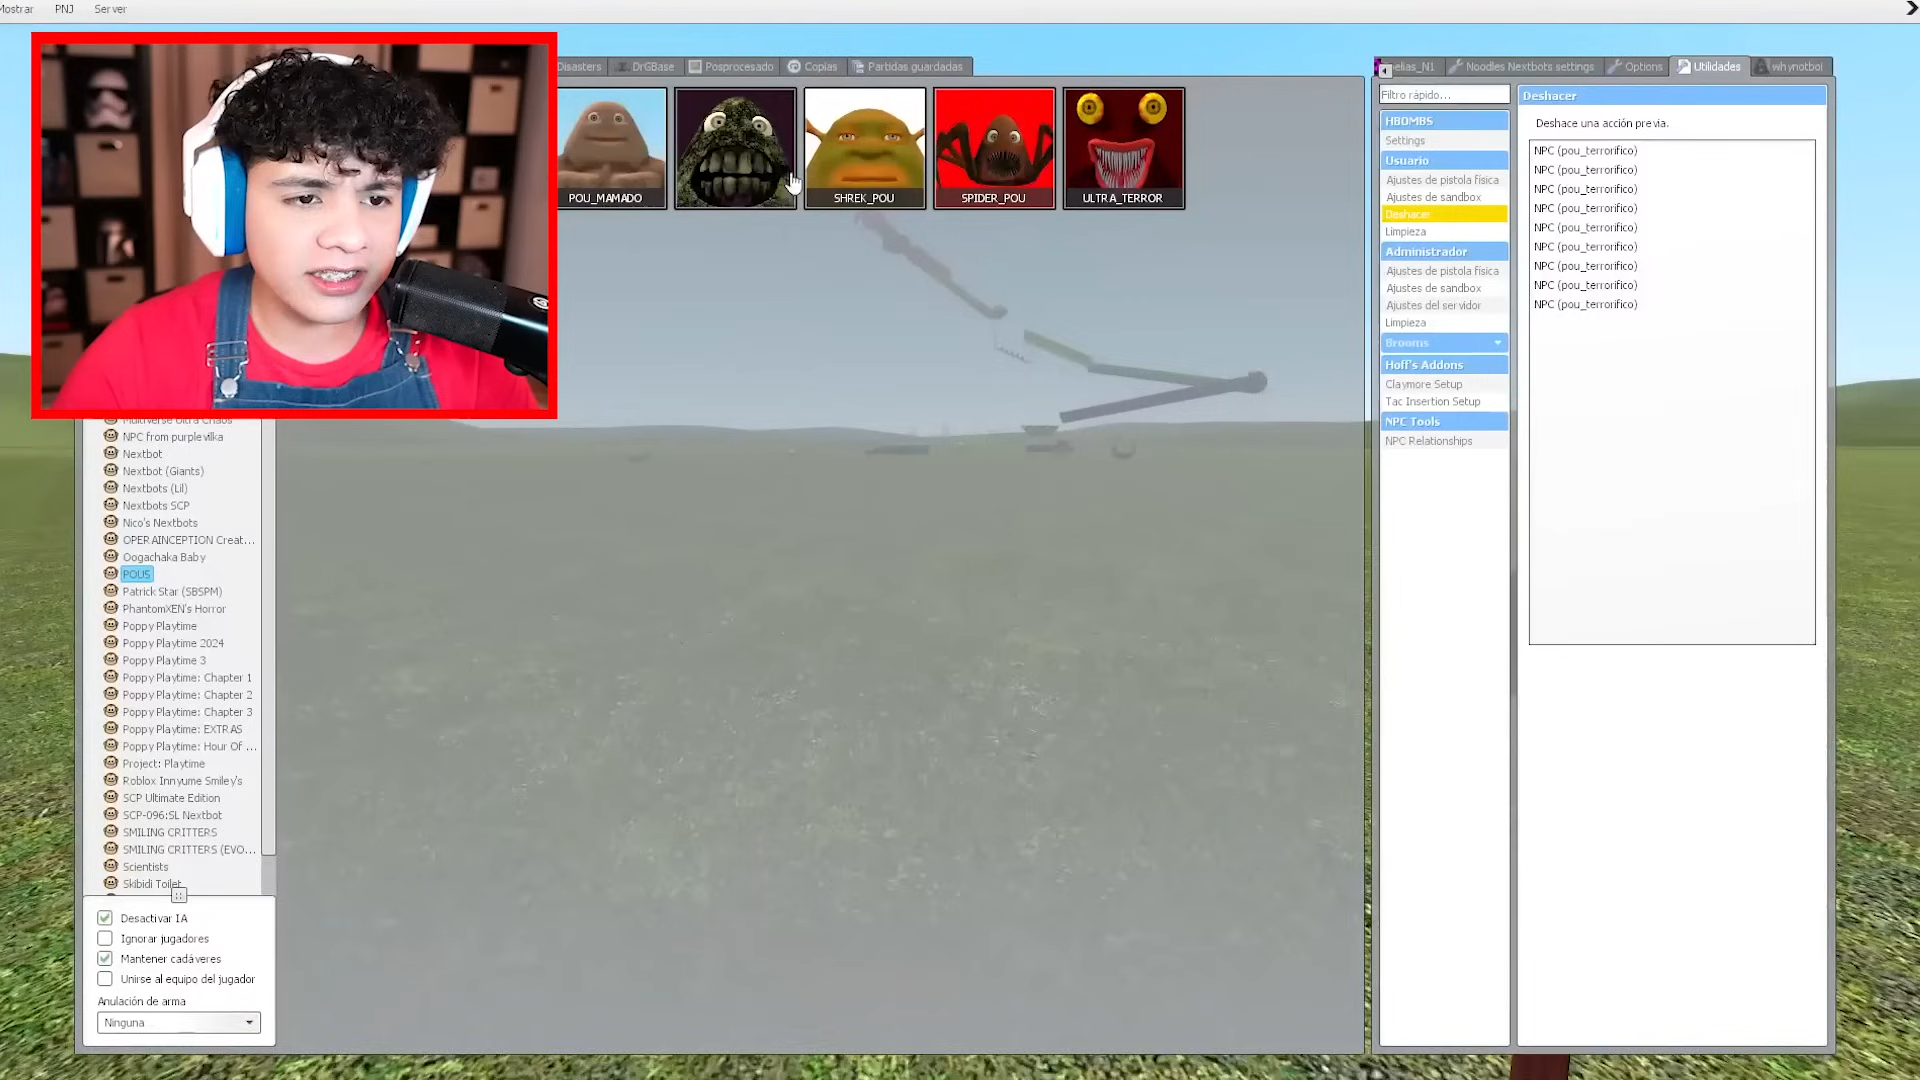 Mostrar PNJ Server
Disasters DrGBase Posprocesado Copias Partidas guardadas
elias_N1 Noodles Nextbots settings Options Utilidades whynotboi
POU_MAMADO
SHREK_POU
SPIDER_POU
ULTRA_TERROR
Multiverse Ultra Chaos
NPC from purplevilka
Nextbot
Nextbot (Giants)
Nextbots (Lil)
Nextbots SCP
Nico's Nextbots
OPERAINCEPTION Creat...
Oogachaka Baby
POUS
Patrick Star (SBSPM)
PhantomXEN's Horror
Poppy Playtime
Poppy Playtime 2024
Poppy Playtime 3
Poppy Playtime: Chapter 1
Poppy Playtime: Chapter 2
Poppy Playtime: Chapter 3
Poppy Playtime: EXTRAS
Poppy Playtime: Hour Of ...
Project: Playtime
Roblox Innyume Smiley's
SCP Ultimate Edition
SCP-096:SL Nextbot
SMILING CRITTERS
SMILING CRITTERS (EVO...
Scientists
Skibidi Toilet
Desactivar IA
Ignorar jugadores
Mantener cadáveres
Unirse al equipo del jugador
Anulación de arma
Ninguna
Filtro rápido...
HBOMBS
Settings
Usuario
Ajustes de pistola física
Ajustes de sandbox
Deshacer
Limpieza
Administrador
Ajustes de pistola física
Ajustes de sandbox
Ajustes del servidor
Limpieza
Brooms
Hoff's Addons
Claymore Setup
Tac Insertion Setup
NPC Tools
NPC Relationships
Deshacer
Deshace una acción previa.
NPC (pou_terrorifico)
NPC (pou_terrorifico)
NPC (pou_terrorifico)
NPC (pou_terrorifico)
NPC (pou_terrorifico)
NPC (pou_terrorifico)
NPC (pou_terrorifico)
NPC (pou_terrorifico)
NPC (pou_terrorifico)